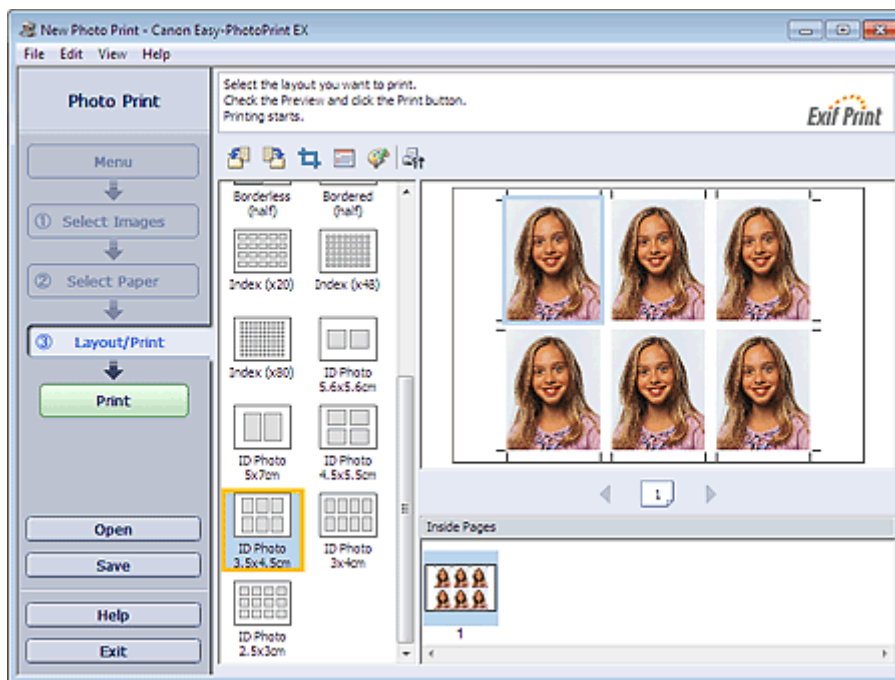 New Photo Print - Canon Easy-PhotoPrint EX
File Edit View Help
Photo Print
Select the layout you want to print.
Check the Preview and click the Print button.
Printing starts.
Exif Print
Menu
① Select Images
② Select Paper
③ Layout/Print
Print
Open
Save
Help
Exit
Borderless
(half)
Bordered
(half)
Index (x20)
Index (x48)
Index (x80)
ID Photo
5.6x5.6cm
ID Photo
5x7cm
ID Photo
4.5x5.5cm
ID Photo
3.5x4.5cm
ID Photo
3x4cm
ID Photo
2.5x3cm
1
Inside Pages
1